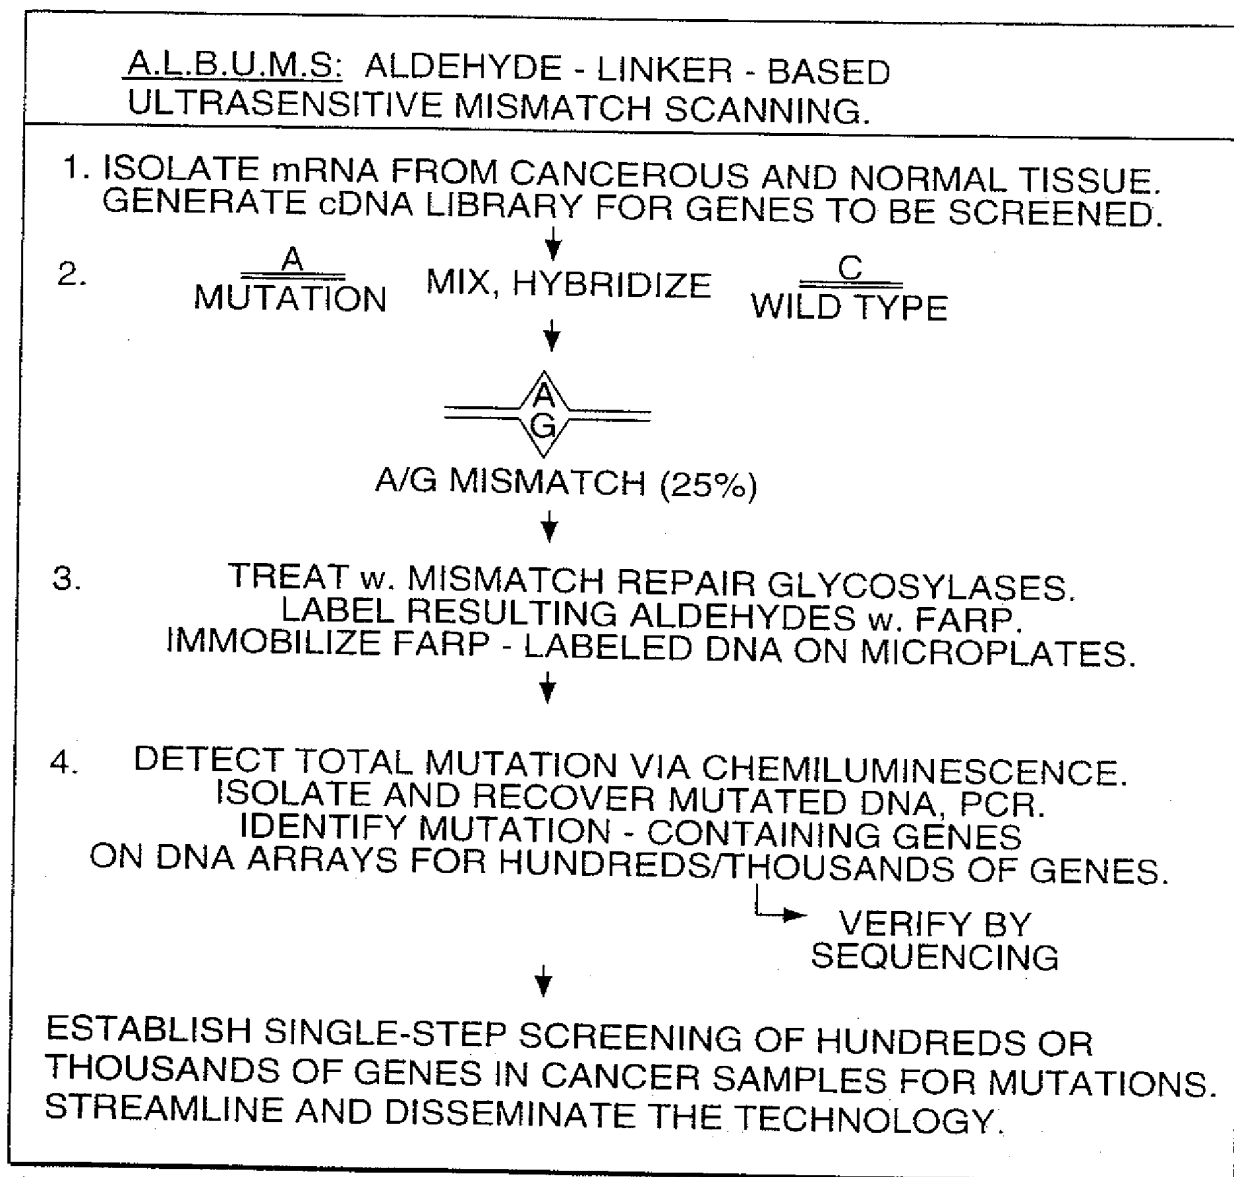 A.L.B.U.M.S: ALDEHYDE - LINKER - BASED
ULTRASENSITIVE MISMATCH SCANNING.
1. ISOLATE mRNA FROM CANCEROUS AND NORMAL TISSUE.
GENERATE cDNA LIBRARY FOR GENES TO BE SCREENED.
2. A MIX, HYBRIDIZE C
MUTATION WILD TYPE
A
G
A/G MISMATCH (25%)
3. TREAT w. MISMATCH REPAIR GLYCOSYLASES.
LABEL RESULTING ALDEHYDES w. FARP.
IMMOBILIZE FARP - LABELED DNA ON MICROPLATES.
4. DETECT TOTAL MUTATION VIA CHEMILUMINESCENCE.
ISOLATE AND RECOVER MUTATED DNA, PCR.
IDENTIFY MUTATION - CONTAINING GENES
ON DNA ARRAYS FOR HUNDREDS/THOUSANDS OF GENES.
VERIFY BY
SEQUENCING
ESTABLISH SINGLE-STEP SCREENING OF HUNDREDS OR
THOUSANDS OF GENES IN CANCER SAMPLES FOR MUTATIONS.
STREAMLINE AND DISSEMINATE THE TECHNOLOGY.